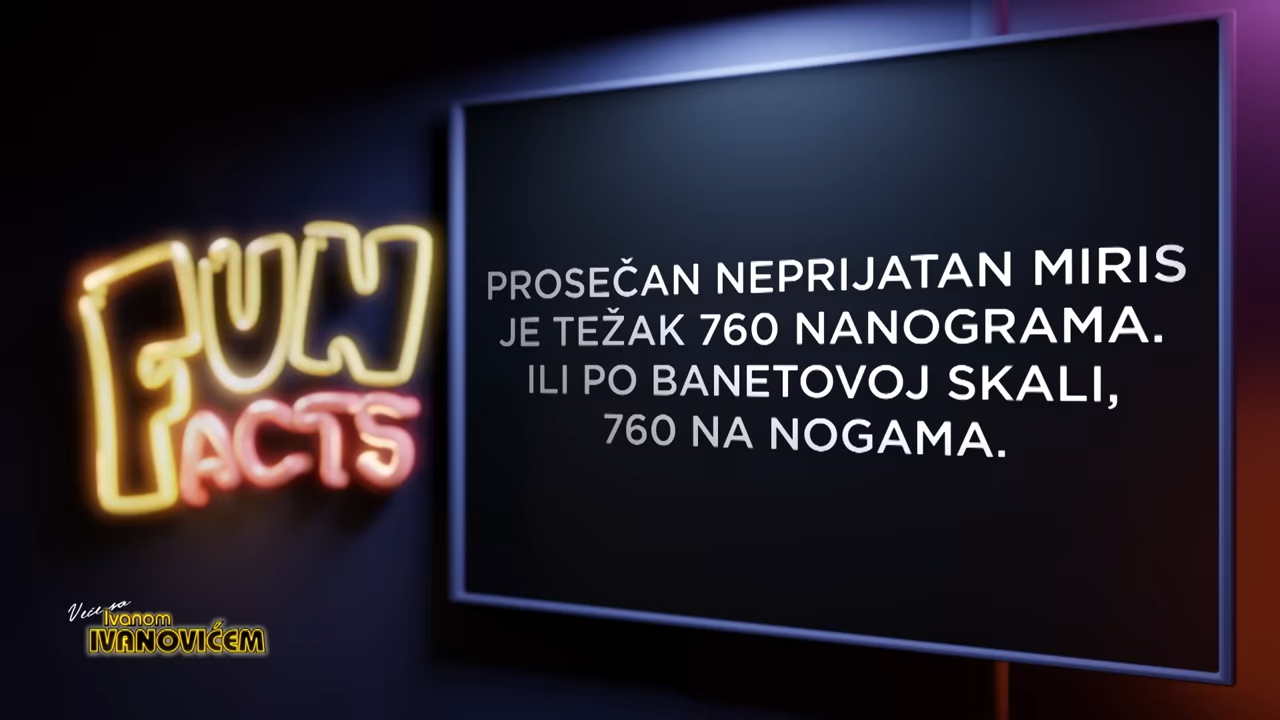 FUN
FACTS
PROSEČAN NEPRIJATAN MIRIS
JE TEŽAK 760 NANOGRAMA.
ILI PO BANETOVOJ SKALI,
760 NA NOGAMA.
Veče sa
Ivanom
IVANOVIĆEM